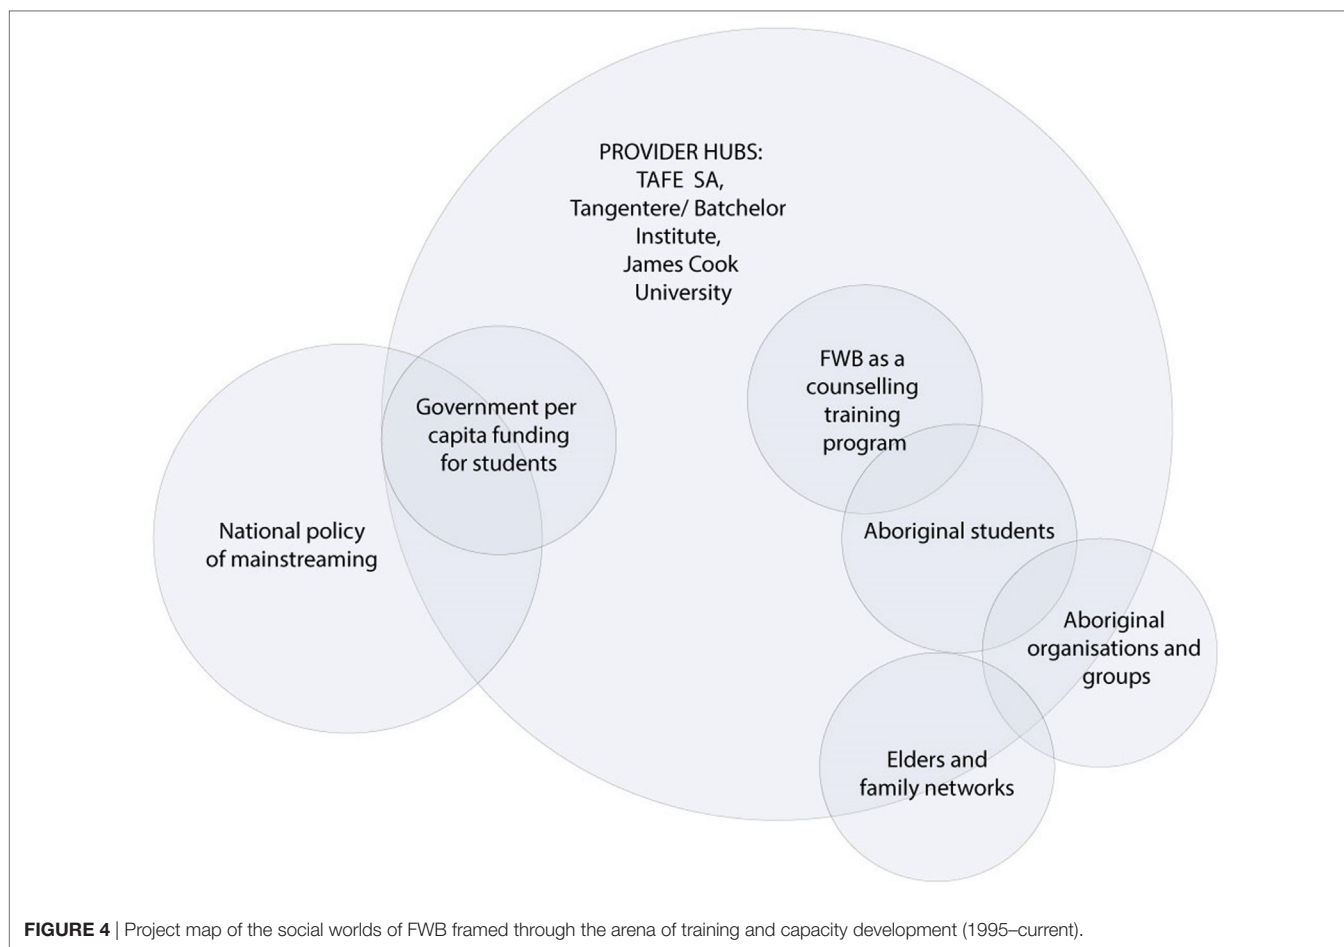 PROVIDER HUBS:
TAFE SA,
Tangentere/ Batchelor
Institute,
James Cook
University
FWB as a
counselling
training
program
Government per
capita funding
for students
National policy
of mainstreaming
Aboriginal students
Aboriginal
organisations and
groups
Elders and
family networks
FIGURE 4 | Project map of the social worlds of FWB framed through the arena of training and capacity development (1995–current).